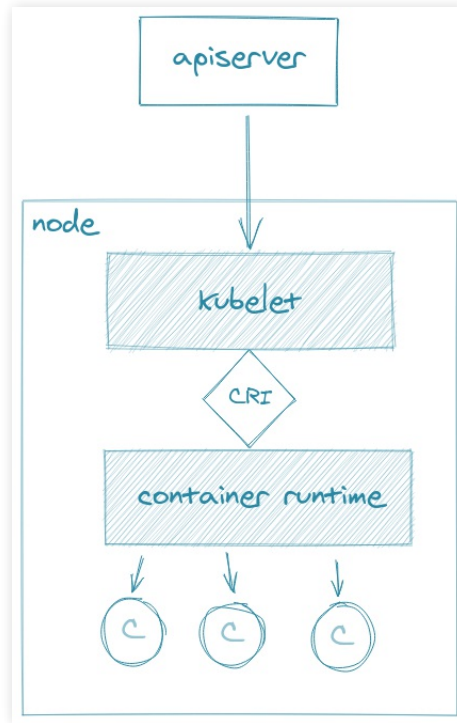 apiserver
node
kubelet
CRI
container runtime
C
C
C